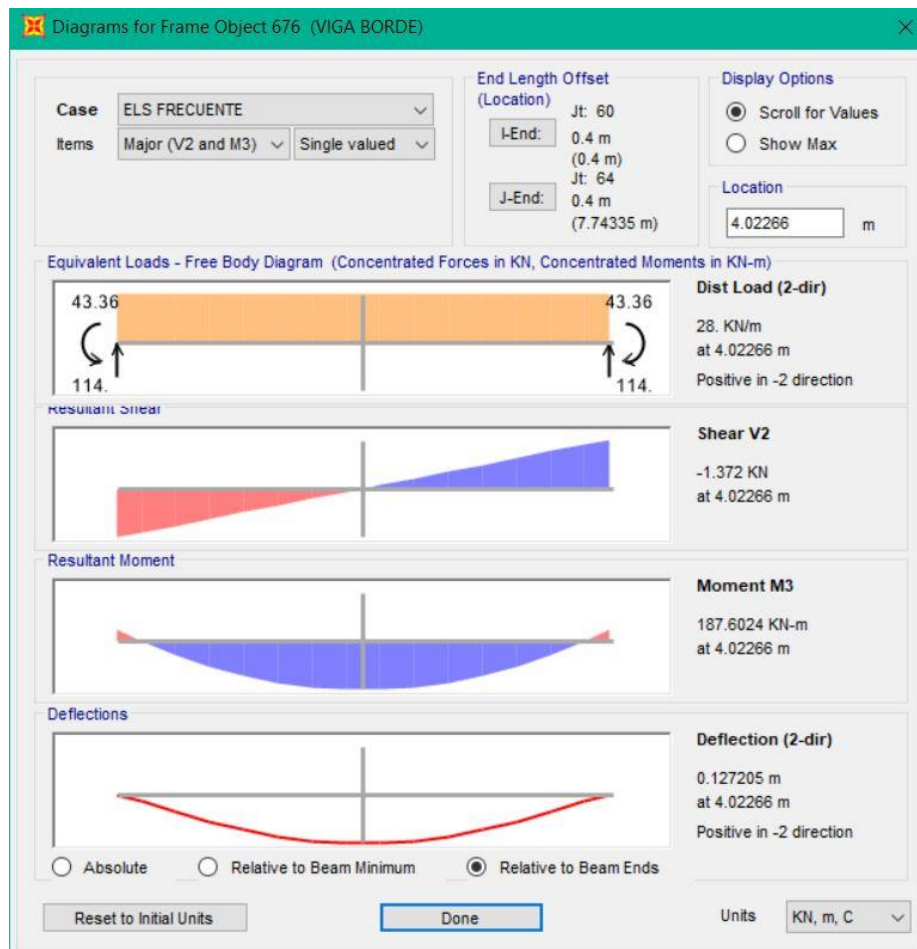 Diagrams for Frame Object 676 (VIGA BORDE)
Case ELS FRECUENTE
Items Major (V2 and M3) Single valued
End Length Offset
(Location)
Jt: 60
I-End: 0.4 m
(0.4 m)
Jt: 64
J-End: 0.4 m
(7.74335 m)
Display Options
Scroll for Values
Show Max
Location
4.02266 m
Equivalent Loads - Free Body Diagram (Concentrated Forces in KN, Concentrated Moments in KN-m)
43.36 43.36
114. 114.
Dist Load (2-dir)
28. KN/m
at 4.02266 m
Positive in -2 direction
Resultant Shear
Shear V2
-1.372 KN
at 4.02266 m
Resultant Moment
Moment M3
187.6024 KN-m
at 4.02266 m
Deflections
Deflection (2-dir)
0.127205 m
at 4.02266 m
Positive in -2 direction
Absolute Relative to Beam Minimum Relative to Beam Ends
Reset to Initial Units Done Units KN, m, C